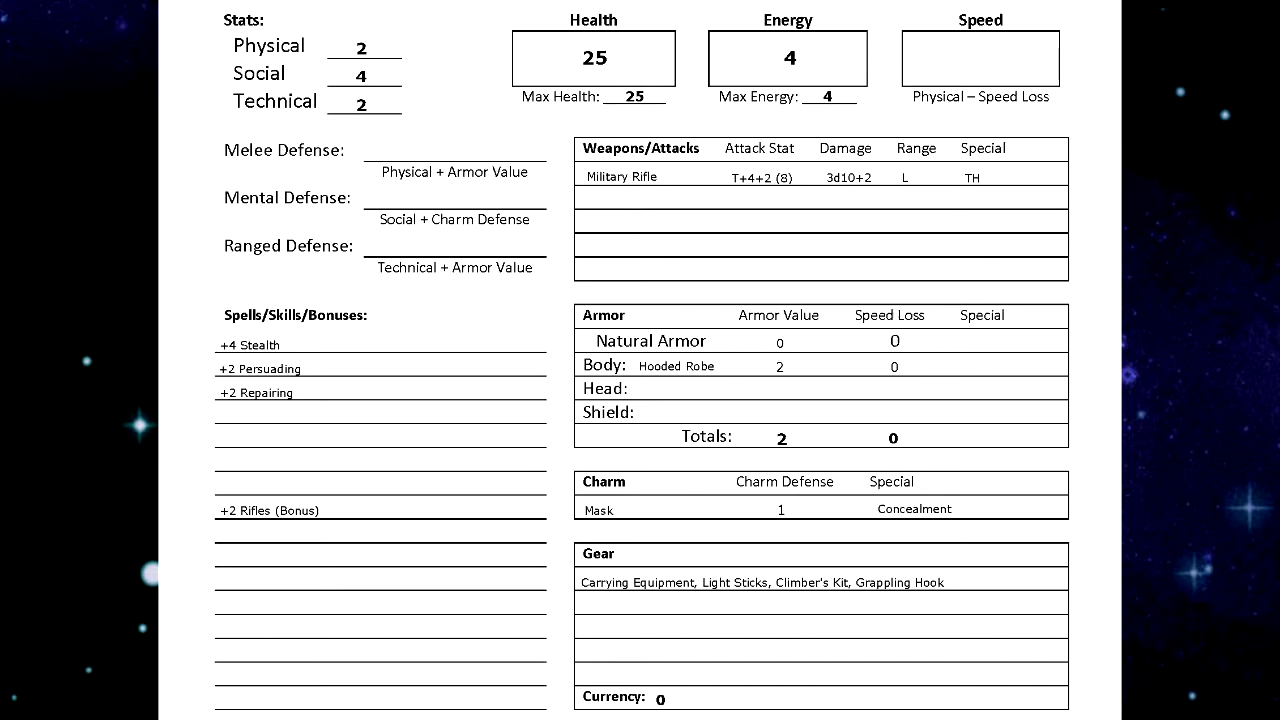 Stats:
Physical 2
Social 4
Technical 2
Health
25
Max Health: 25
Energy
4
Max Energy: 4
Speed
Physical – Speed Loss
Melee Defense:
Physical + Armor Value
Mental Defense:
Social + Charm Defense
Ranged Defense:
Technical + Armor Value
Weapons/Attacks Attack Stat Damage Range Special
Military Rifle T+4+2 (8) 3d10+2 L TH
Spells/Skills/Bonuses:
+4 Stealth
+2 Persuading
+2 Repairing
+2 Rifles (Bonus)
Armor Armor Value Speed Loss Special
Natural Armor 0 0
Body: Hooded Robe 2 0
Head:
Shield:
Totals: 2 0
Charm Charm Defense Special
Mask 1 Concealment
Gear
Carrying Equipment, Light Sticks, Climber's Kit, Grappling Hook
Currency: 0